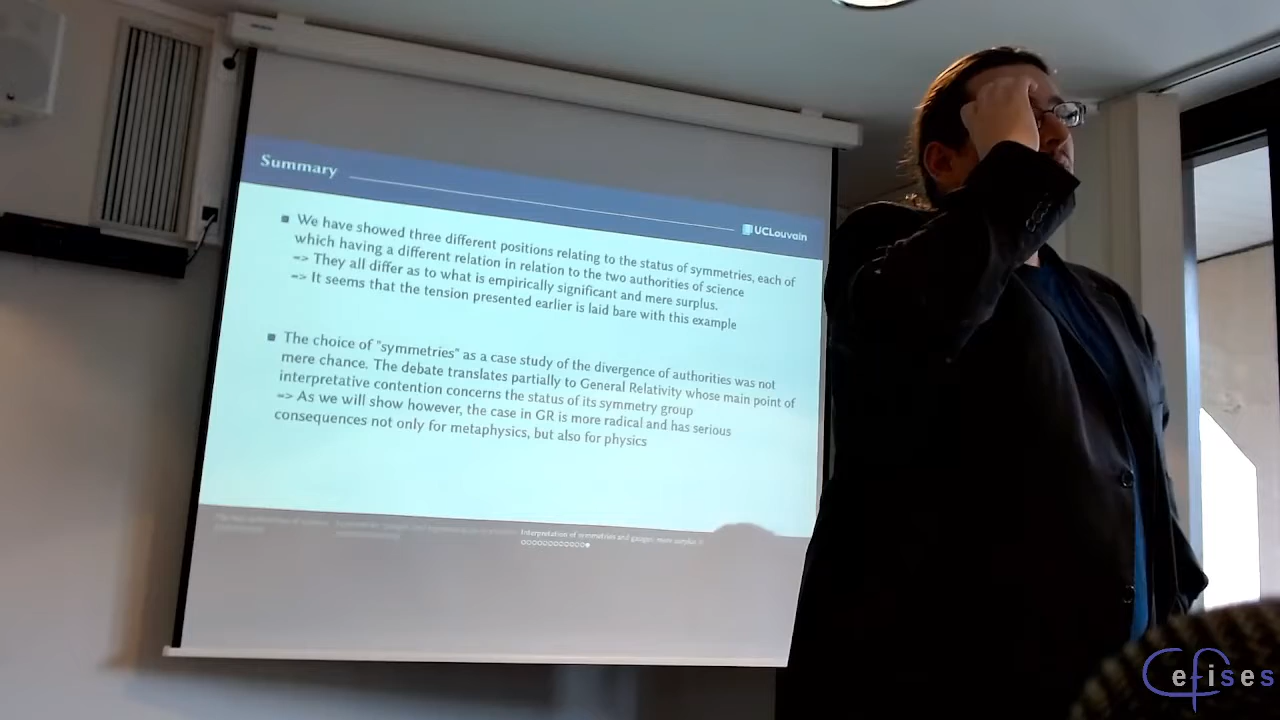 Summary
UCLouvain
We have showed three different positions relating to the status of symmetries, each of
which having a different relation in relation to the two authorities of science
=> They all differ as to what is empirically significant and mere surplus.
=> It seems that the tension presented earlier is laid bare with this example
The choice of "symmetries" as a case study of the divergence of authorities was not
mere chance. The debate translates partially to General Relativity whose main point of
interpretative contention concerns the status of its symmetry group
=> As we will show however, the case in GR is more radical and has serious
consequences not only for metaphysics, but also for physics
Interpretation of symmetries and gauge: mere surplus
Cefises